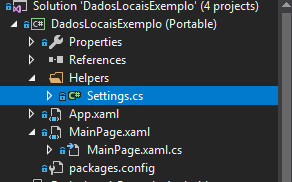 Solution 'DadosLocaisExemplo' (4 projects)
DadosLocaisExemplo (Portable)
Properties
References
Helpers
C# Settings.cs
App.xaml
MainPage.xaml
MainPage.xaml.cs
packages.config